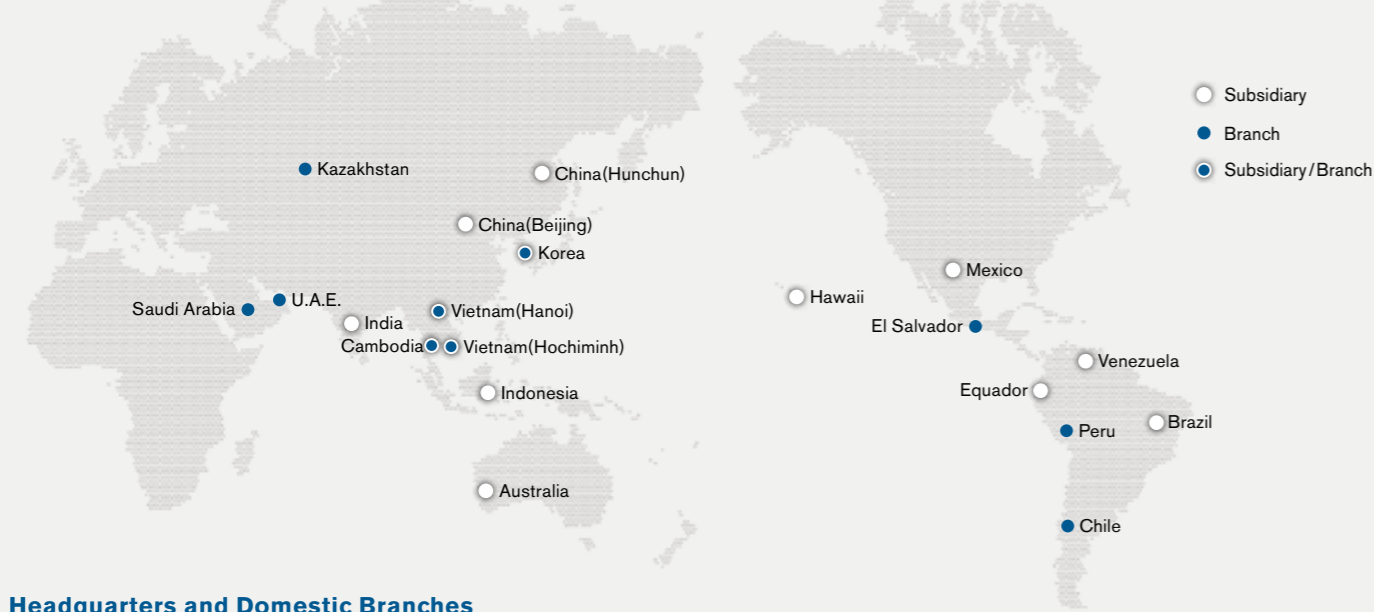 Subsidiary
Branch
Subsidiary/Branch
Kazakhstan
China(Hunchun)
China(Beijing)
Korea
Saudi Arabia
U.A.E.
Vietnam(Hanoi)
India
Cambodia
Vietnam(Hochiminh)
Indonesia
Australia
Mexico
Hawaii
El Salvador
Venezuela
Equador
Brazil
Peru
Chile
Headquarters and Domestic Branches